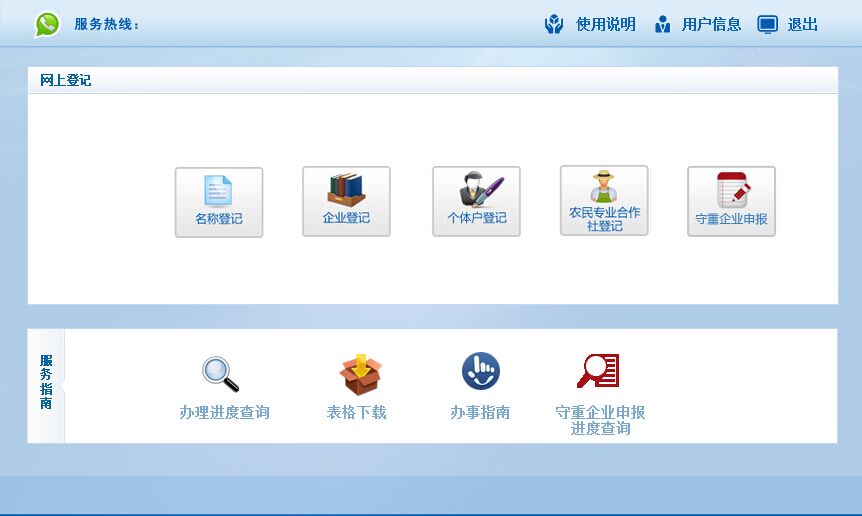 服务热线：
使用说明
用户信息
退出
网上登记
名称登记
企业登记
个体户登记
农民专业合作
社登记
守重企业申报
服务指南
办理进度查询
表格下载
办事指南
守重企业申报
进度查询